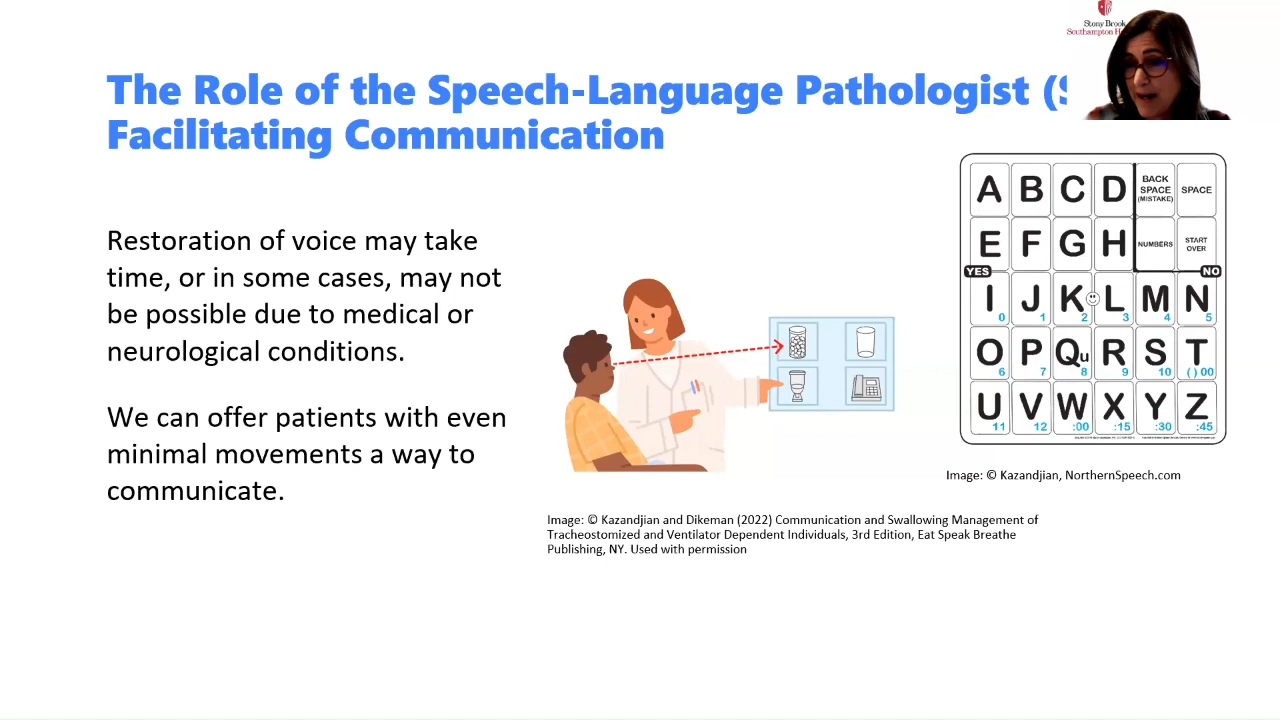 Stony Brook
Southampton H
The Role of the Speech-Language Pathologist (S
Facilitating Communication
Restoration of voice may take
time, or in some cases, may not
be possible due to medical or
neurological conditions.
We can offer patients with even
minimal movements a way to
communicate.
A B C D BACK SPACE (MISTAKE) SPACE
E F G H NUMBERS START OVER
YES NO
I J K L M N
0 1 2 3 4 5
O P Qu R S T
6 7 8 9 10 ( ) 00
U V W X Y Z
11 12 :00 :15 :30 :45
Image: © Kazandjian, NorthernSpeech.com
Image: © Kazandjian and Dikeman (2022) Communication and Swallowing Management of
Tracheostomized and Ventilator Dependent Individuals, 3rd Edition, Eat Speak Breathe
Publishing, NY. Used with permission